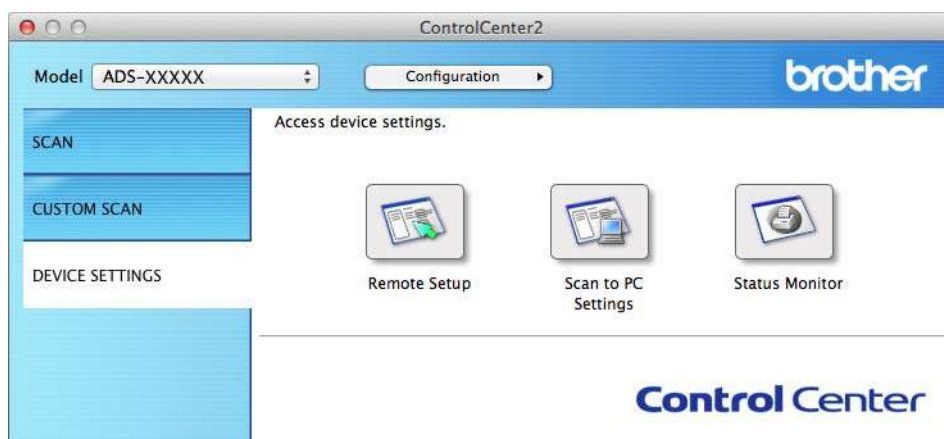 ControlCenter2
Model ADS-XXXXX Configuration brother
SCAN
Access device settings.
CUSTOM SCAN
DEVICE SETTINGS
Remote Setup
Scan to PC
Settings
Status Monitor
Control Center